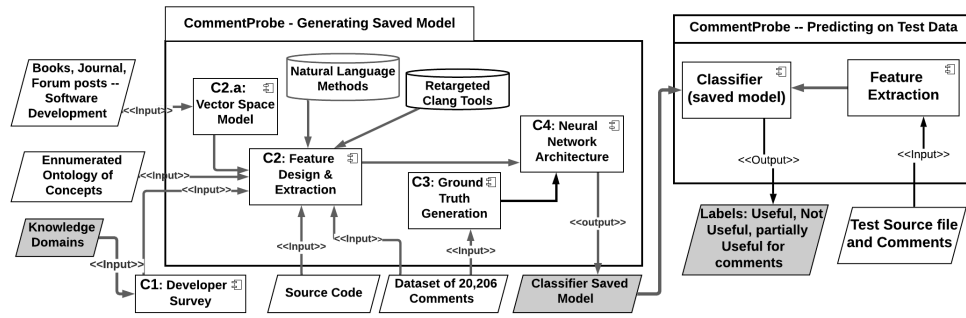 CommentProbe - Generating Saved Model
CommentProbe -- Predicting on Test Data
Books, Journal,
Forum posts --
Software
Development
<<Input>>
C2.a:
Vector Space
Model
Natural Language
Methods
Retargeted
Clang Tools
Classifier
(saved model)
Feature
Extraction
C4: Neural
Network
Architecture
Ennumerated
Ontology of
Concepts
<<Input>>
<<Input>>
C2: Feature
Design &
Extraction
C3: Ground
Truth
Generation
<<Output>>
<<Input>>
Knowledge
Domains
<<Input>>
<<Input>>
<<Input>>
<<Input>>
<<output>>
Labels: Useful, Not
Useful, partially
Useful for
comments
Test Source file
and Comments
C1: Developer
Survey
Source Code
Dataset of 20,206
Comments
Classifier Saved
Model